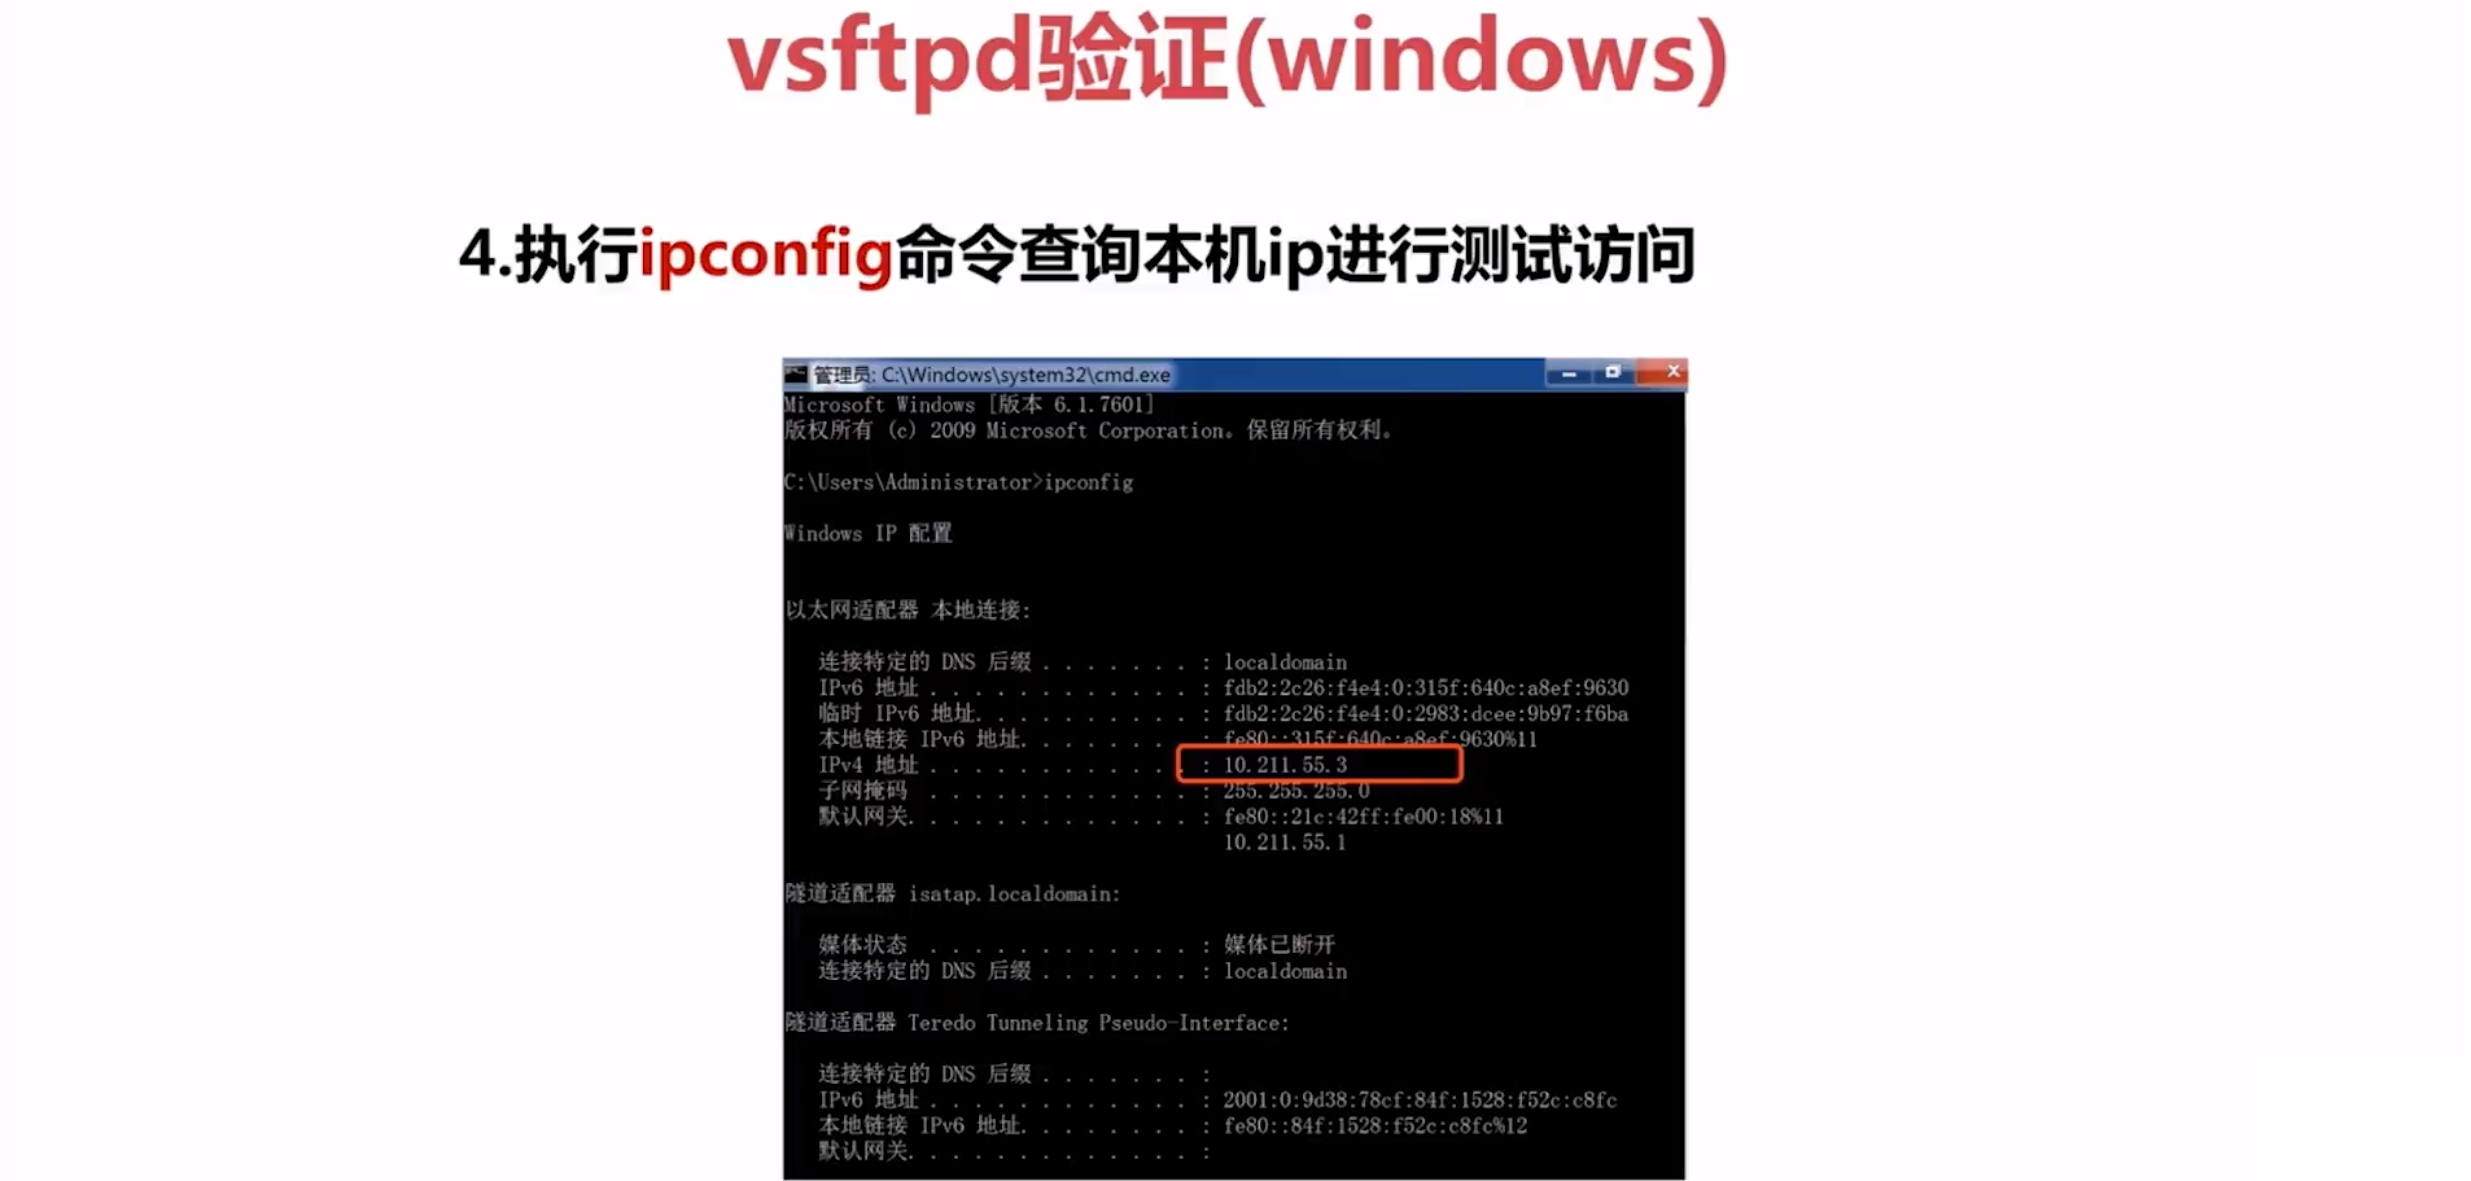 vsftpd验证(windows)
4.执行ipconfig命令查询本机ip进行测试访问
管理员: C:\Windows\system32\cmd.exe
Microsoft Windows [版本 6.1.7601]
版权所有 (c) 2009 Microsoft Corporation。保留所有权利。
C:\Users\Administrator>ipconfig
Windows IP 配置
以太网适配器 本地连接:
连接特定的 DNS 后缀 . . . . . . . : localdomain
IPv6 地址 . . . . . . . . . . . . : fdb2:2c26:f4e4:0:315f:640c:a8ef:9630
临时 IPv6 地址. . . . . . . . . . : fdb2:2c26:f4e4:0:2983:dcee:9b97:f6ba
本地链接 IPv6 地址. . . . . . . . : fe80::315f:640c:a8ef:9630%11
IPv4 地址 . . . . . . . . . . . . : 10.211.55.3
子网掩码 . . . . . . . . . . . . : 255.255.255.0
默认网关. . . . . . . . . . . . . : fe80::21c:42ff:fe00:18%11
10.211.55.1
隧道适配器 isatap.localdomain:
媒体状态 . . . . . . . . . . . . : 媒体已断开
连接特定的 DNS 后缀 . . . . . . . : localdomain
隧道适配器 Teredo Tunneling Pseudo-Interface:
连接特定的 DNS 后缀 . . . . . . . :
IPv6 地址 . . . . . . . . . . . . : 2001:0:9d38:78cf:84f:1528:f52c:c8fc
本地链接 IPv6 地址. . . . . . . . : fe80::84f:1528:f52c:c8fc%12
默认网关. . . . . . . . . . . . . :